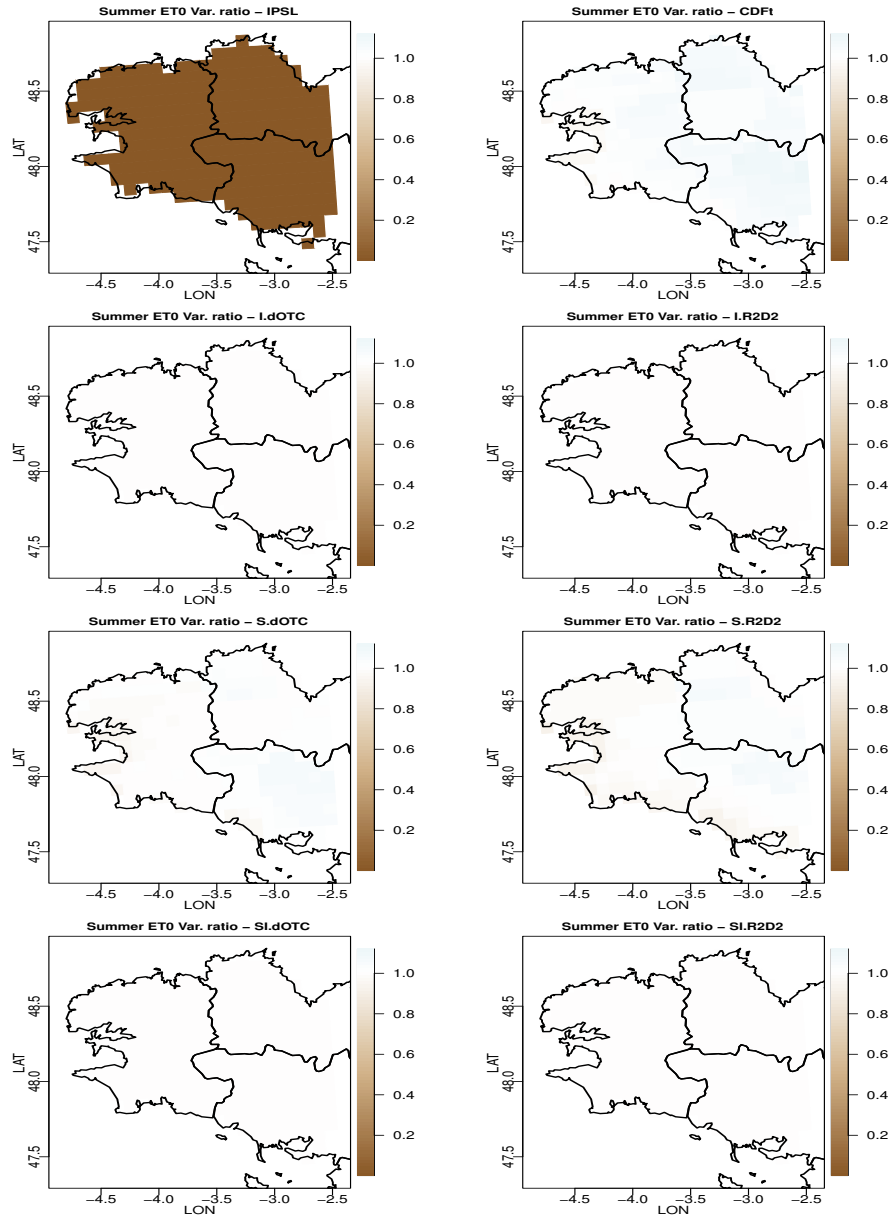 Summer ET0 Var. ratio − IPSL
LAT
47.5
48.0
48.5
−4.5 −4.0 −3.5 −3.0 −2.5
LON
1.0
0.8
0.6
0.4
0.2
Summer ET0 Var. ratio − CDFt
LAT
47.5
48.0
48.5
−4.5 −4.0 −3.5 −3.0 −2.5
LON
1.0
0.8
0.6
0.4
0.2
Summer ET0 Var. ratio − I.dOTC
LAT
47.5
48.0
48.5
−4.5 −4.0 −3.5 −3.0 −2.5
LON
1.0
0.8
0.6
0.4
0.2
Summer ET0 Var. ratio − I.R2D2
LAT
47.5
48.0
48.5
−4.5 −4.0 −3.5 −3.0 −2.5
LON
1.0
0.8
0.6
0.4
0.2
Summer ET0 Var. ratio − S.dOTC
LAT
47.5
48.0
48.5
−4.5 −4.0 −3.5 −3.0 −2.5
LON
1.0
0.8
0.6
0.4
0.2
Summer ET0 Var. ratio − S.R2D2
LAT
47.5
48.0
48.5
−4.5 −4.0 −3.5 −3.0 −2.5
LON
1.0
0.8
0.6
0.4
0.2
Summer ET0 Var. ratio − SI.dOTC
LAT
47.5
48.0
48.5
−4.5 −4.0 −3.5 −3.0 −2.5
LON
1.0
0.8
0.6
0.4
0.2
Summer ET0 Var. ratio − SI.R2D2
LAT
47.5
48.0
48.5
−4.5 −4.0 −3.5 −3.0 −2.5
LON
1.0
0.8
0.6
0.4
0.2